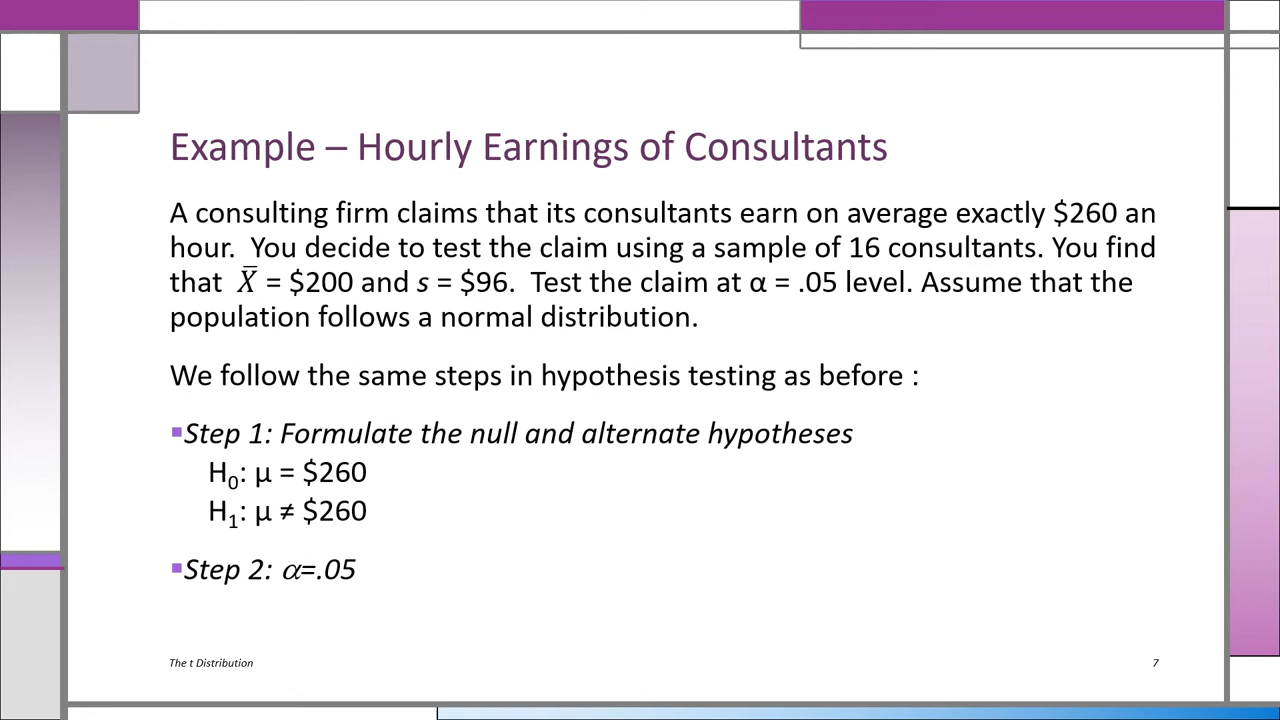 Example – Hourly Earnings of Consultants
A consulting firm claims that its consultants earn on average exactly $260 an
hour.  You decide to test the claim using a sample of 16 consultants. You find
that X̄ = $200 and s = $96.  Test the claim at α = .05 level. Assume that the
population follows a normal distribution.
We follow the same steps in hypothesis testing as before :
▪Step 1: Formulate the null and alternate hypotheses
H₀: μ = $260
H₁: μ ≠ $260
▪Step 2: α=.05
The t Distribution
7